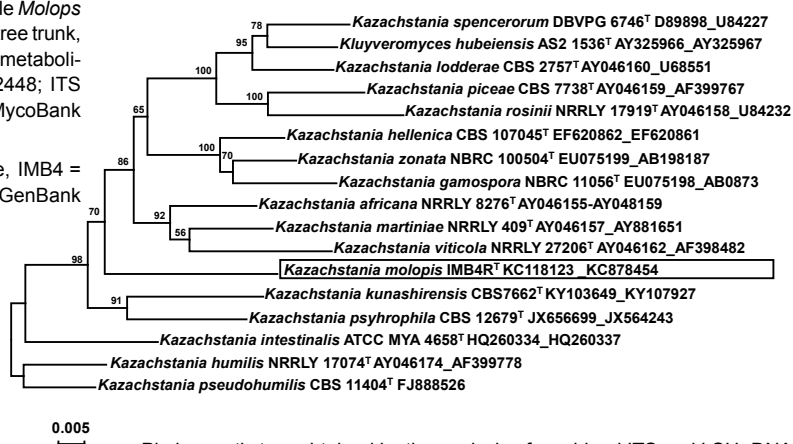 le Molops
ree trunk,
metaboli-
2448; ITS
MycoBank
e, IMB4 =
GenBank
78
Kazachstania spencerorum DBVPG 6746T D89898_U84227
95
Kluyveromyces hubeiensis AS2 1536T AY325966_AY325967
Kazachstania lodderae CBS 2757T AY046160_U68551
100
Kazachstania piceae CBS 7738T AY046159_AF399767
100
Kazachstania rosinii NRRLY 17919T AY046158_U84232
65
Kazachstania hellenica CBS 107045T EF620862_EF620861
100
70
Kazachstania zonata NBRC 100504T EU075199_AB198187
Kazachstania gamospora NBRC 11056T EU075198_AB0873
86
Kazachstania africana NRRLY 8276T AY046155-AY048159
92
Kazachstania martiniae NRRLY 409T AY046157_AY881651
56
Kazachstania viticola NRRLY 27206T AY046162_AF398482
70
Kazachstania molopis IMB4RT KC118123 _KC878454
98
Kazachstania kunashirensis CBS7662T KY103649_KY107927
91
Kazachstania psyhrophila CBS 12679T JX656699_JX564243
Kazachstania intestinalis ATCC MYA 4658T HQ260334_HQ260337
Kazachstania humilis NRRLY 17074T AY046174_AF399778
Kazachstania pseudohumilis CBS 11404T FJ888526
0.005